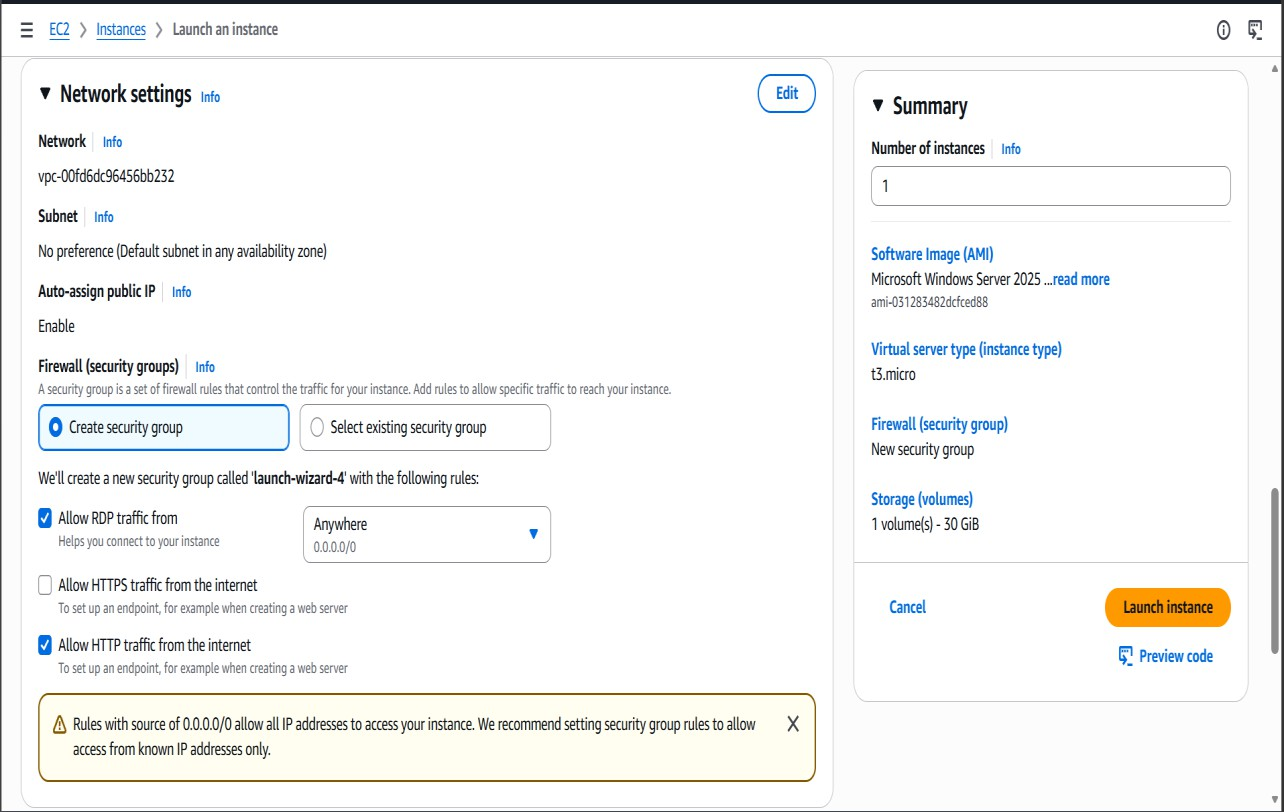 EC2 > Instances > Launch an instance
Network settings Info
Edit
Network Info
vpc-00fd6dc96456bb232
Subnet Info
No preference (Default subnet in any availability zone)
Auto-assign public IP Info
Enable
Firewall (security groups) Info
A security group is a set of firewall rules that control the traffic for your instance. Add rules to allow specific traffic to reach your instance.
Create security group
Select existing security group
We'll create a new security group called 'launch-wizard-4' with the following rules:
Allow RDP traffic from
Helps you connect to your instance
Anywhere
0.0.0.0/0
Allow HTTPS traffic from the internet
To set up an endpoint, for example when creating a web server
Allow HTTP traffic from the internet
To set up an endpoint, for example when creating a web server
Rules with source of 0.0.0.0/0 allow all IP addresses to access your instance. We recommend setting security group rules to allow
access from known IP addresses only.
Summary
Number of instances Info
1
Software Image (AMI)
Microsoft Windows Server 2025 ...read more
ami-031283482dcfced88
Virtual server type (instance type)
t3.micro
Firewall (security group)
New security group
Storage (volumes)
1 volume(s) - 30 GiB
Cancel
Launch instance
Preview code